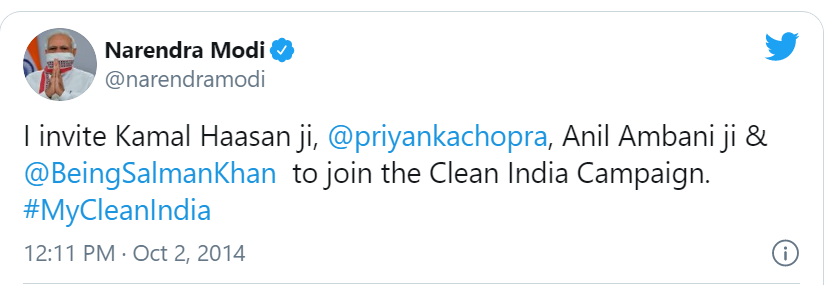 Narendra Modi
@narendramodi
I invite Kamal Haasan ji, @priyankachopra, Anil Ambani ji &
@BeingSalmanKhan to join the Clean India Campaign.
#MyCleanIndia
12:11 PM · Oct 2, 2014